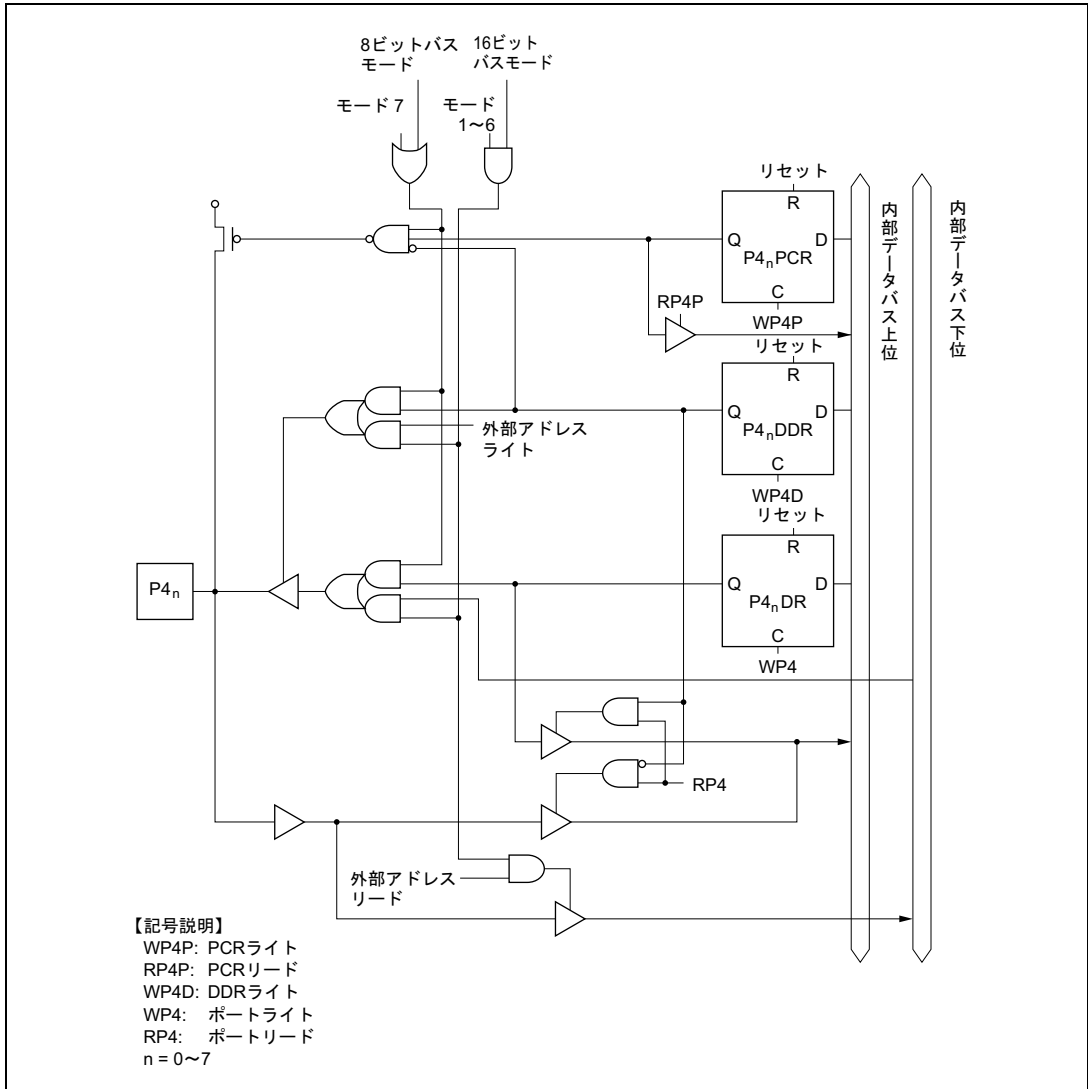 8ビットバス
モード
16ビット
バスモード
モード 7
モード
1～6
リセット
R
Q
D
P4nPCR
C
WP4P
RP4P
内部データバス上位
内部データバス下位
リセット
R
Q
D
P4nDDR
C
WP4D
外部アドレス
ライト
リセット
R
Q
D
P4nDR
C
WP4
P4n
RP4
外部アドレス
リード
【記号説明】
WP4P: PCRライト
RP4P: PCRリード
WP4D: DDRライト
WP4: ポートライト
RP4: ポートリード
n = 0～7